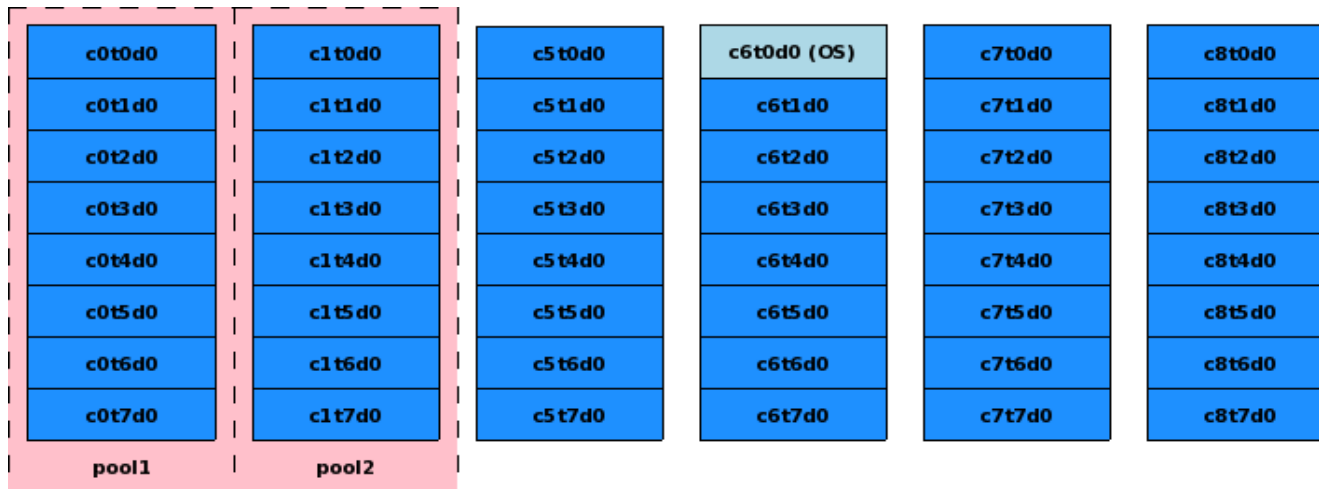 c0t0d0 c1t0d0 c5t0d0 c6t0d0 (OS) c7t0d0 c8t0d0
c0t1d0 c1t1d0 c5t1d0 c6t1d0 c7t1d0 c8t1d0
c0t2d0 c1t2d0 c5t2d0 c6t2d0 c7t2d0 c8t2d0
c0t3d0 c1t3d0 c5t3d0 c6t3d0 c7t3d0 c8t3d0
c0t4d0 c1t4d0 c5t4d0 c6t4d0 c7t4d0 c8t4d0
c0t5d0 c1t5d0 c5t5d0 c6t5d0 c7t5d0 c8t5d0
c0t6d0 c1t6d0 c5t6d0 c6t6d0 c7t6d0 c8t6d0
c0t7d0 c1t7d0 c5t7d0 c6t7d0 c7t7d0 c8t7d0
pool1 pool2